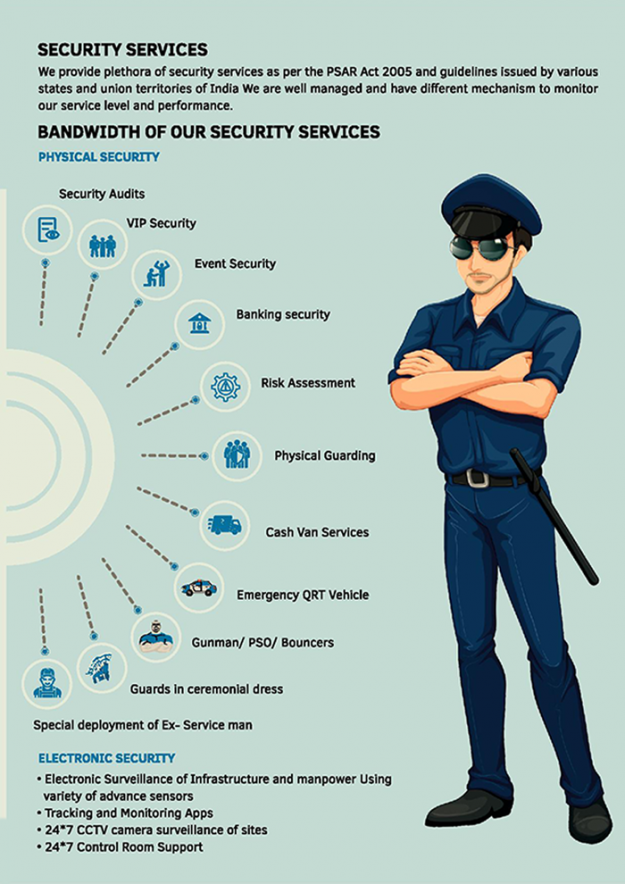 SECURITY SERVICES
We provide plethora of security services as per the PSAR Act 2005 and guidelines issued by various
states and union territories of India We are well managed and have different mechanism to monitor
our service level and performance.
BANDWIDTH OF OUR SECURITY SERVICES
PHYSICAL SECURITY
Security Audits
VIP Security
Event Security
Banking security
Risk Assessment
Physical Guarding
Cash Van Services
Emergency QRT Vehicle
Gunman/ PSO/ Bouncers
Guards in ceremonial dress
Special deployment of Ex- Service man
ELECTRONIC SECURITY
• Electronic Surveillance of Infrastructure and manpower Using
variety of advance sensors
• Tracking and Monitoring Apps
• 24*7 CCTV camera surveillance of sites
• 24*7 Control Room Support